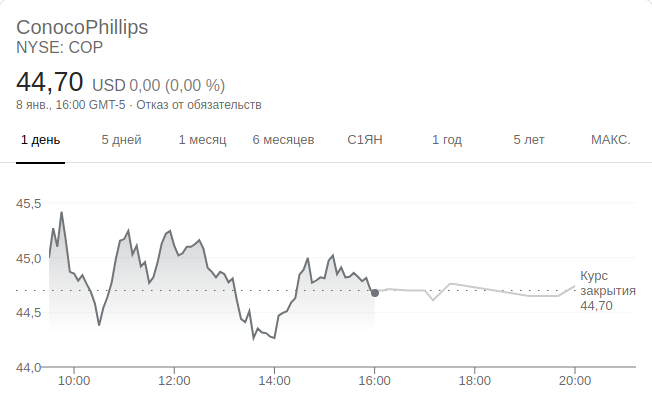 ConocoPhillips
NYSE: COP
44,70 USD 0,00 (0,00 %)
8 янв., 16:00 GMT-5 · Отказ от обязательств
1 день 5 дней 1 месяц 6 месяцев С1ЯН 1 год 5 лет МАКС.
45,5
45,0
44,5
44,0
Курс
закрытия
44,70
10:00 12:00 14:00 16:00 18:00 20:00